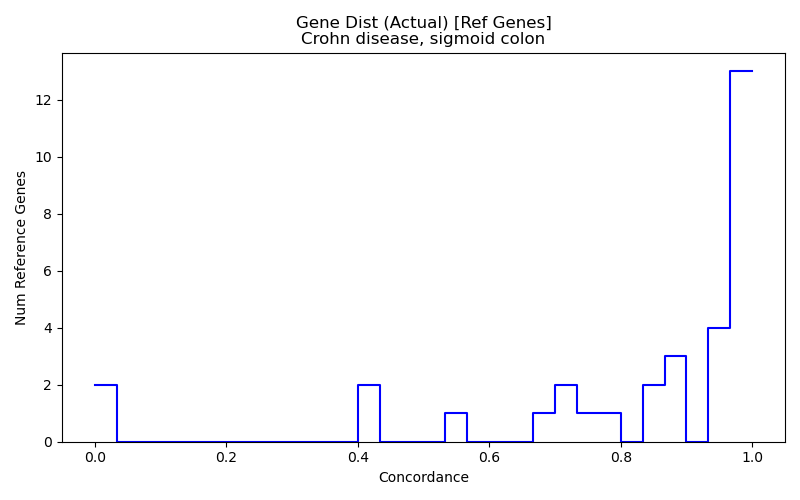 Gene Dist (Actual) [Ref Genes]
Crohn disease, sigmoid colon
Num Reference Genes
12
10
8
6
4
2
0
0.0 0.2 0.4 0.6 0.8 1.0
Concordance